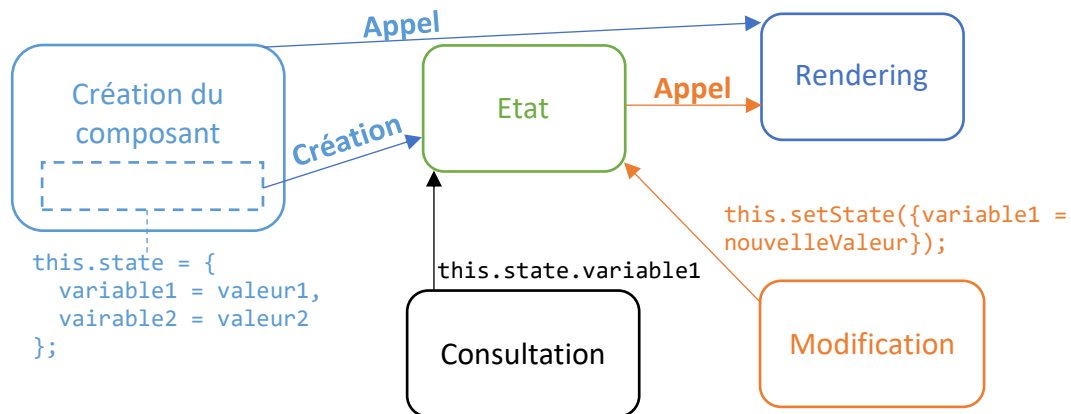 Appel
Création du
composant
Création
Etat
Appel
Rendering
this.state = {
variable1 = valeur1,
vairable2 = valeur2
};
this.state.variable1
Consultation
this.setState({variable1 =
nouvelleValeur});
Modification